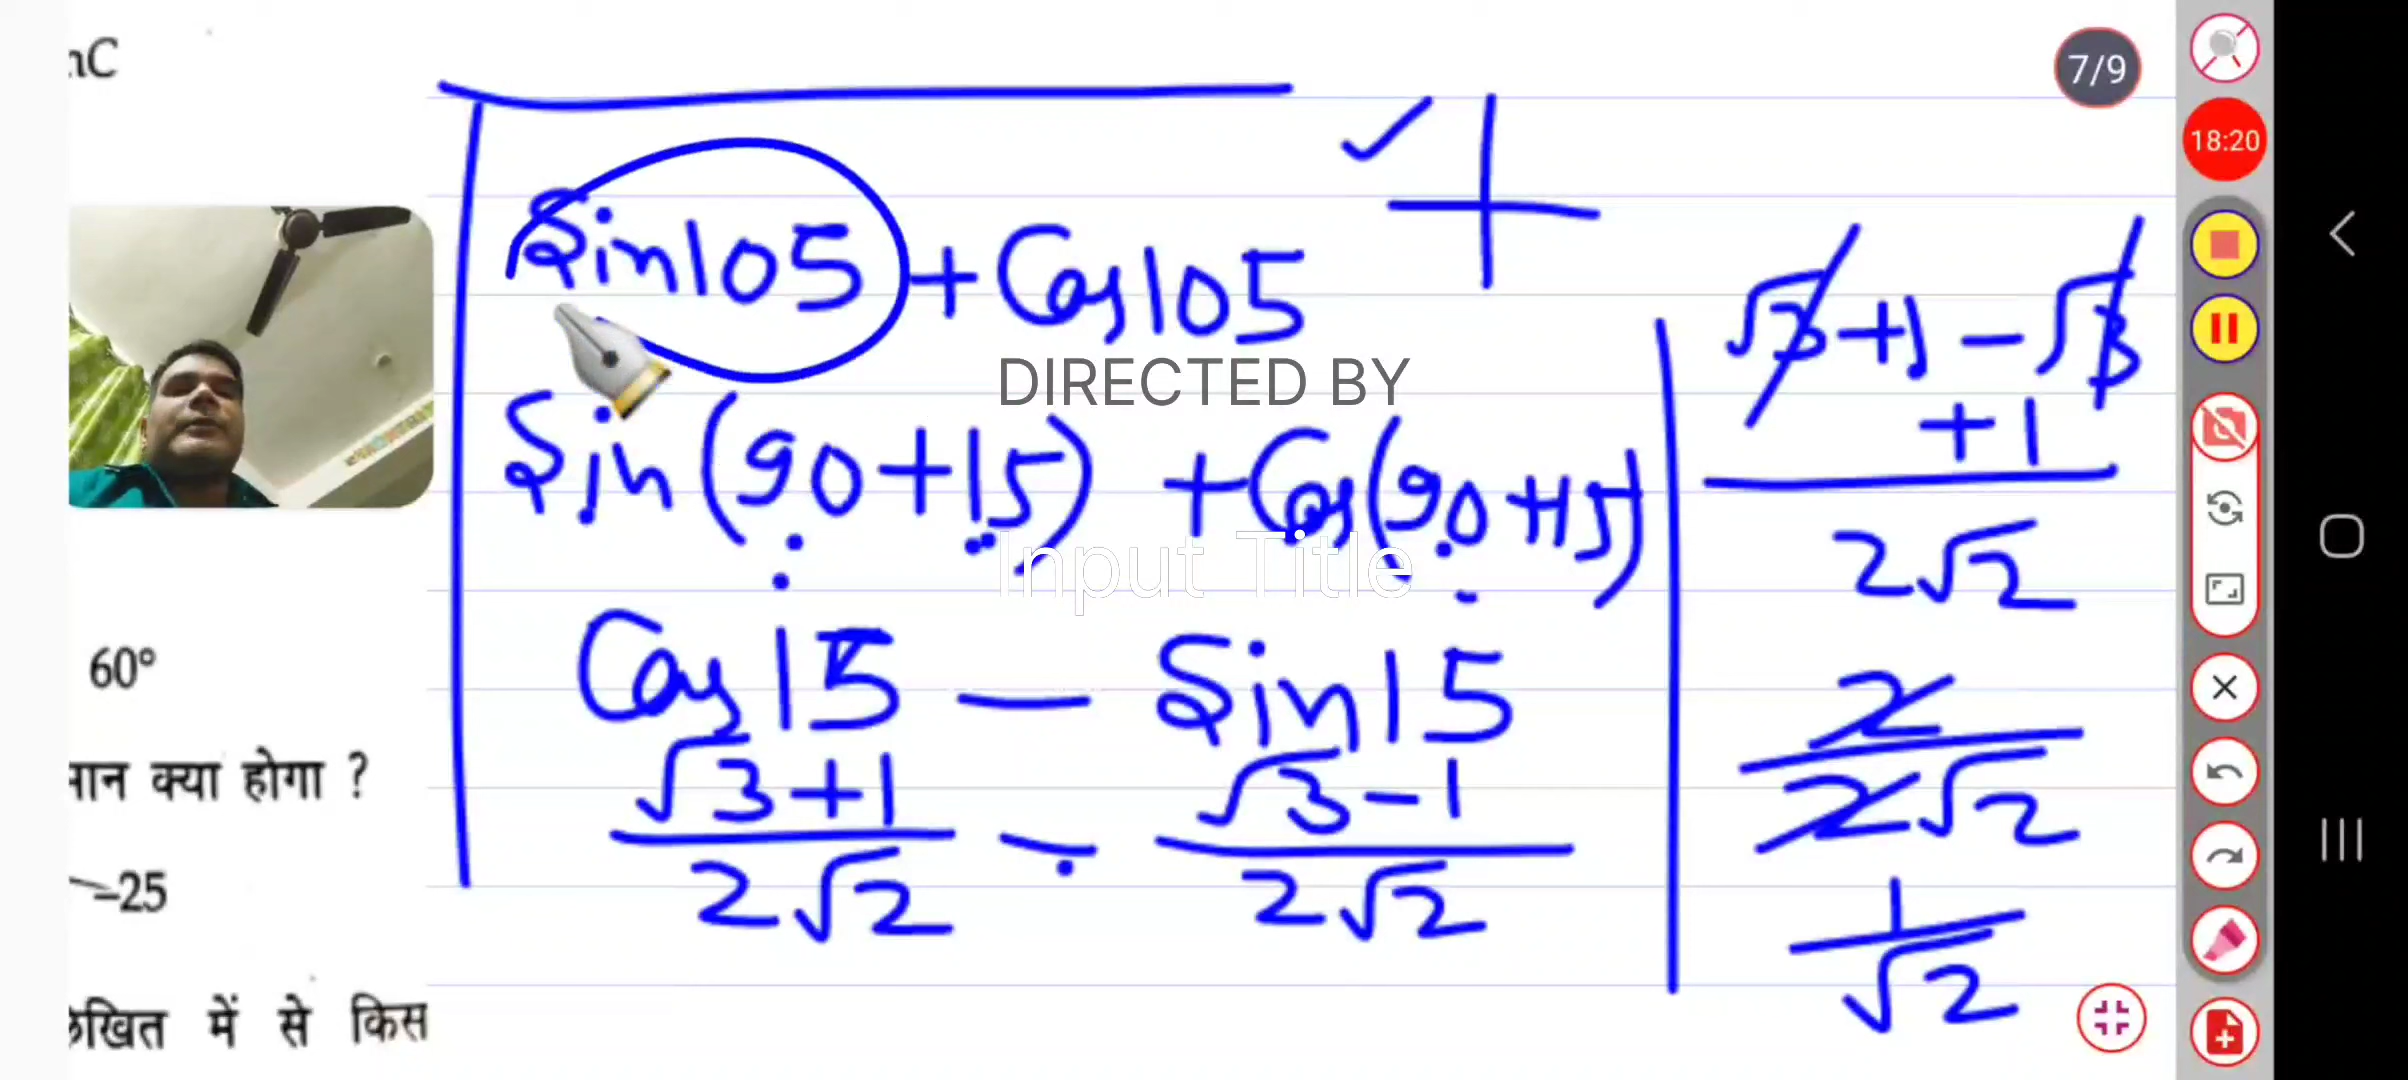 nC
7/9
18:20
Sin105 + Cos105
DIRECTED BY
Sin(90+15) + Cos(90+15)
Input Title
Cos15 — Sin15
√3+1 / 2√2 - √3-1 / 2√2
√3+1-√3
+1
2√2
2
2√2
1
√2
60°
मान क्या होगा ?
–25
लेखित में से किस